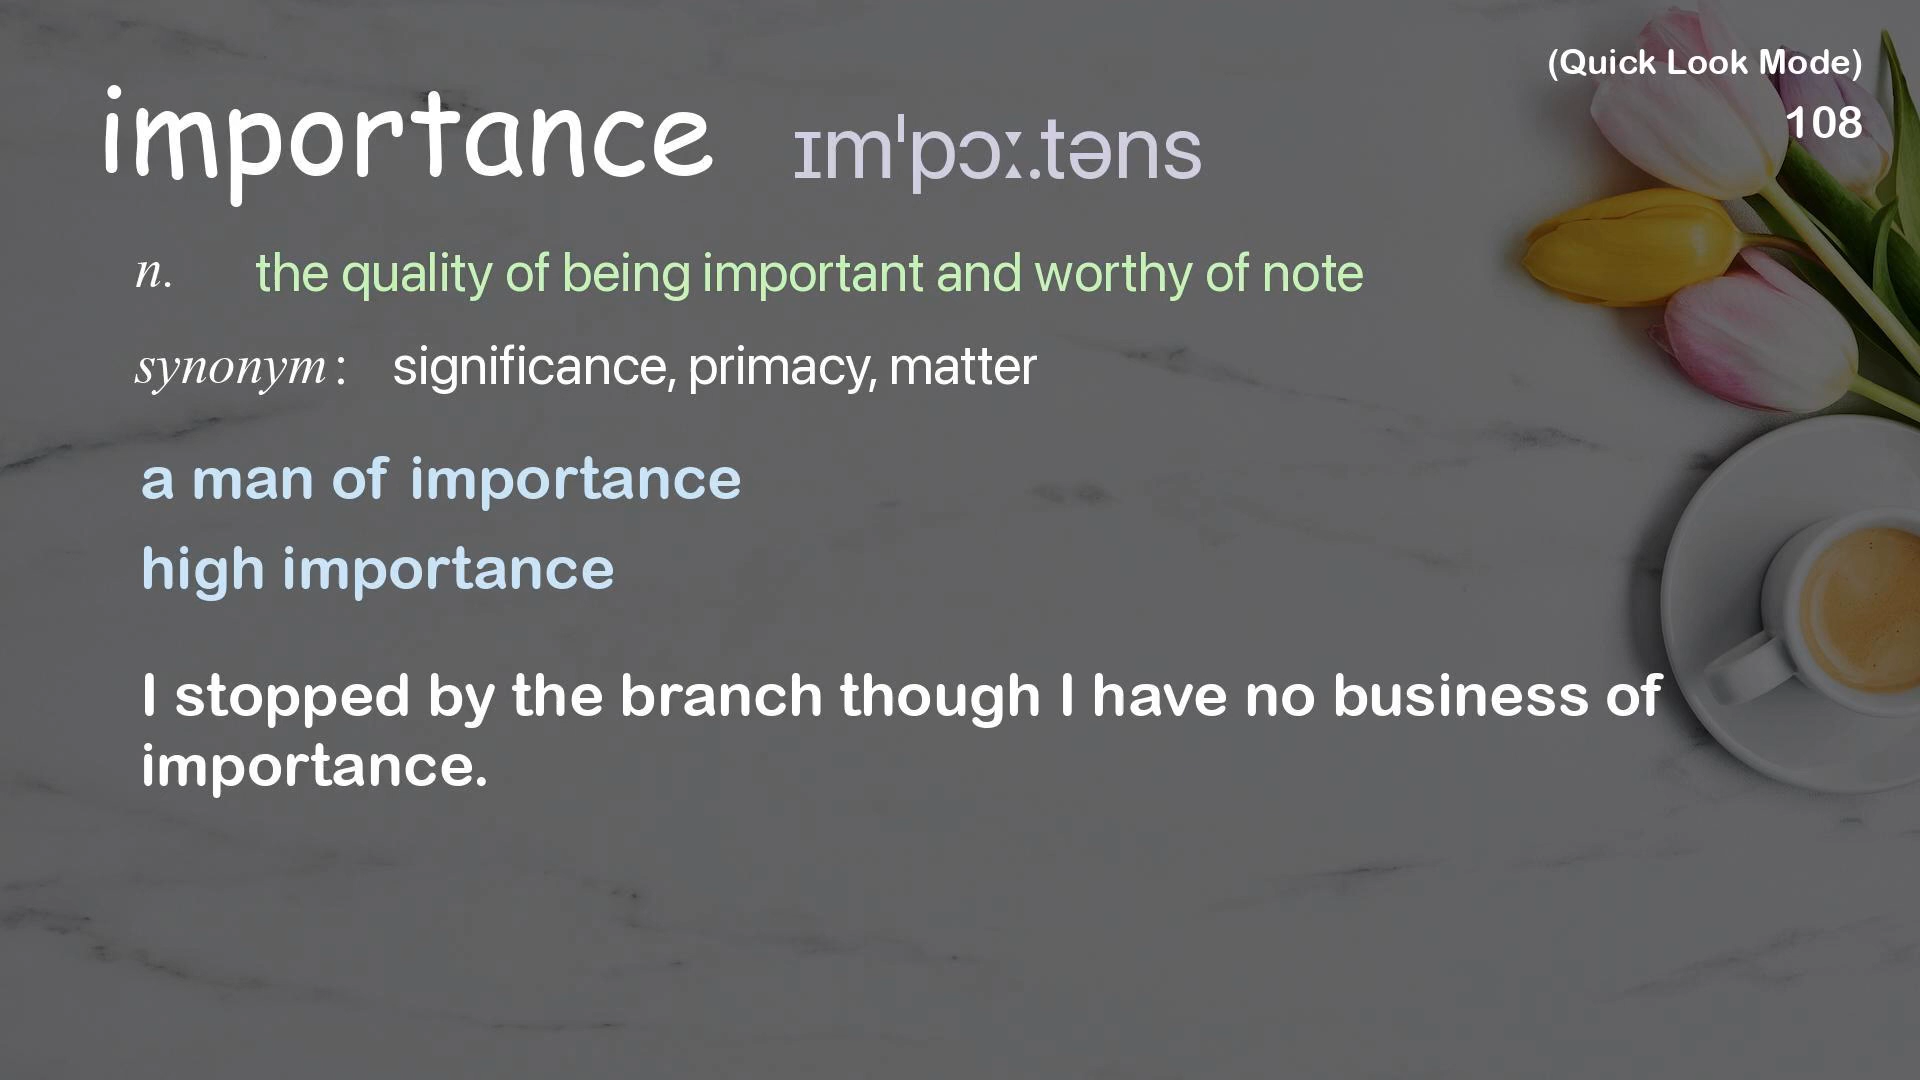 (Quick Look Mode)
108
importance ɪmˈpɔː.təns
n. the quality of being important and worthy of note
synonym: significance, primacy, matter
a man of importance
high importance
I stopped by the branch though I have no business of
importance.